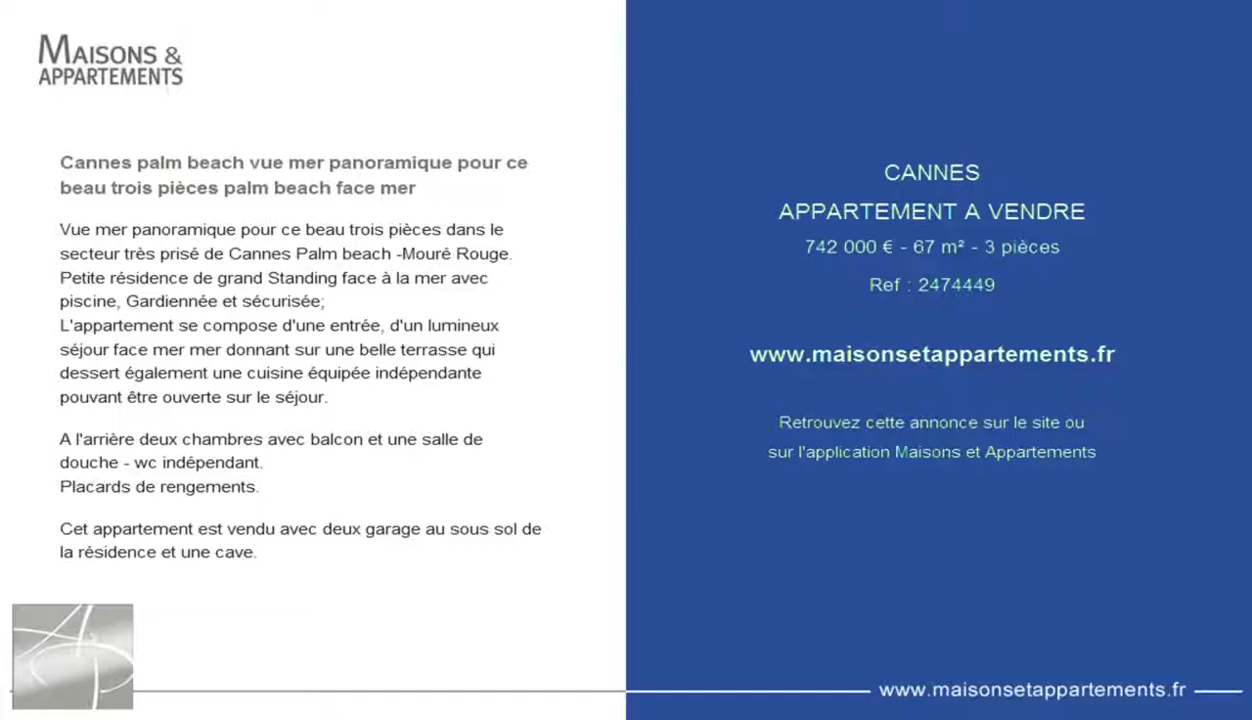 MAISONS &
APPARTEMENTS
Cannes palm beach vue mer panoramique pour ce
beau trois pièces palm beach face mer
Vue mer panoramique pour ce beau trois pièces dans le
secteur très prisé de Cannes Palm beach -Mouré Rouge.
Petite résidence de grand Standing face à la mer avec
piscine, Gardiennée et sécurisée;
L'appartement se compose d'une entrée, d'un lumineux
séjour face mer mer donnant sur une belle terrasse qui
dessert également une cuisine équipée indépendante
pouvant être ouverte sur le séjour.
A l'arrière deux chambres avec balcon et une salle de
douche - wc indépendant.
Placards de rengements.
Cet appartement est vendu avec deux garage au sous sol de
la résidence et une cave.
CANNES
APPARTEMENT A VENDRE
742 000 € - 67 m² - 3 pièces
Ref : 2474449
www.maisonsetappartements.fr
Retrouvez cette annonce sur le site ou
sur l'application Maisons et Appartements
www.maisonsetappartements.fr